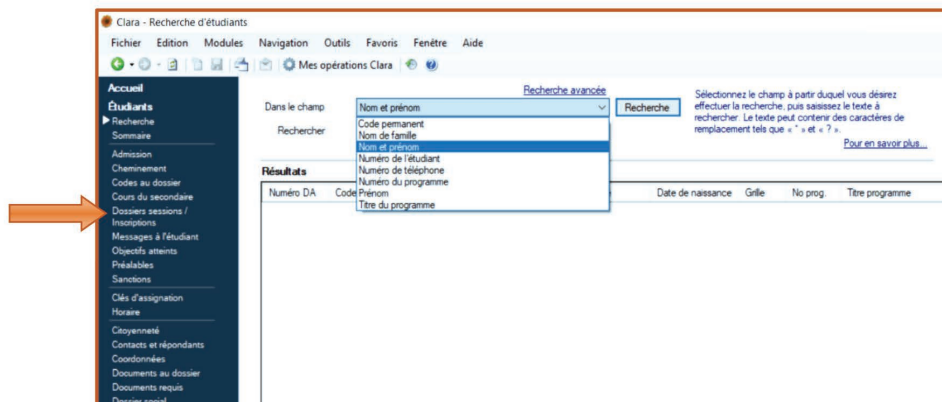 Clara - Recherche d'étudiants
Fichier Edition Modules Navigation Outils Favoris Fenêtre Aide
Mes opérations Clara
Accueil
Étudiants
Recherche
Sommaire
Admission
Cheminement
Codes au dossier
Cours du secondaire
Dossiers sessions /
Inscriptions
Messages à l'étudiant
Objectifs atteints
Préalables
Sanctions
Clés d'assignation
Horaire
Citoyenneté
Contacts et répondants
Coordonnées
Documents au dossier
Documents requis
Dossier social
Recherche avancée
Dans le champ Nom et prénom Recherche
Rechercher
Code permanent
Nom de famille
Nom et prénom
Numéro de l'étudiant
Numéro de téléphone
Numéro du programme
Prénom
Titre du programme
Sélectionnez le champ à partir duquel vous désirez
effectuer la recherche, puis saisissez le texte à
rechercher. Le texte peut contenir des caractères de
remplacement tels que « * » et « ? ».
Pour en savoir plus...
Résultats
Numéro DA Code Date de naissance Grille No prog. Titre programme